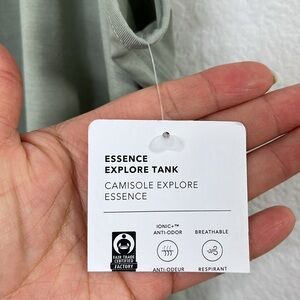 ESSENCE
EXPLORE TANK
CAMISOLE EXPLORE
ESSENCE
IONIC+™
ANTI-ODOR
BREATHABLE
FAIR TRADE
CERTIFIED
FACTORY
ANTI-ODEUR
RESPIRANT